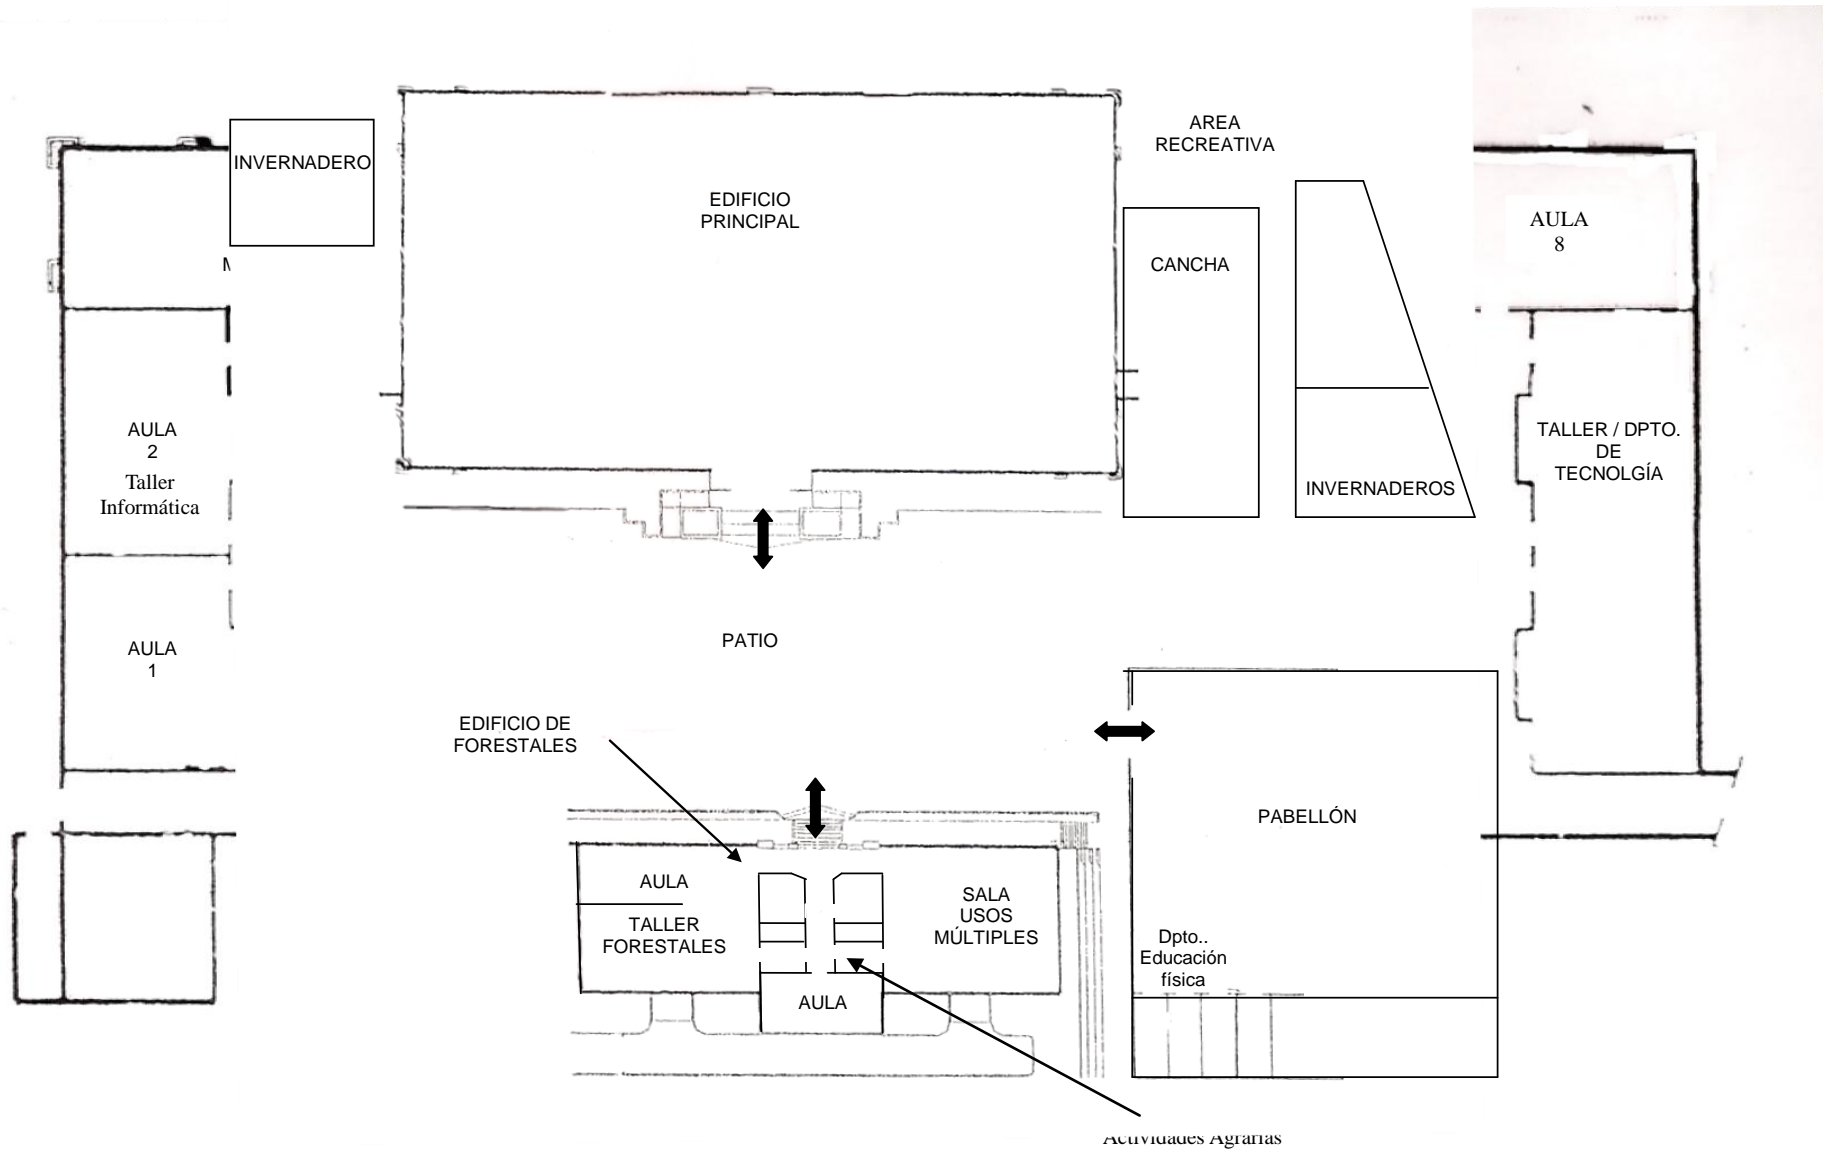 AREA
RECREATIVA
INVERNADERO
EDIFICIO
PRINCIPAL
AULA
8
CANCHA
AULA
2
Taller
Informática
TALLER / DPTO.
DE
TECNOLGÍA
INVERNADEROS
AULA
1
PATIO
EDIFICIO DE
FORESTALES
PABELLÓN
AULA
TALLER
FORESTALES
SALA
USOS
MÚLTIPLES
Dpto..
Educación
física
AULA
Actividades Agrarias